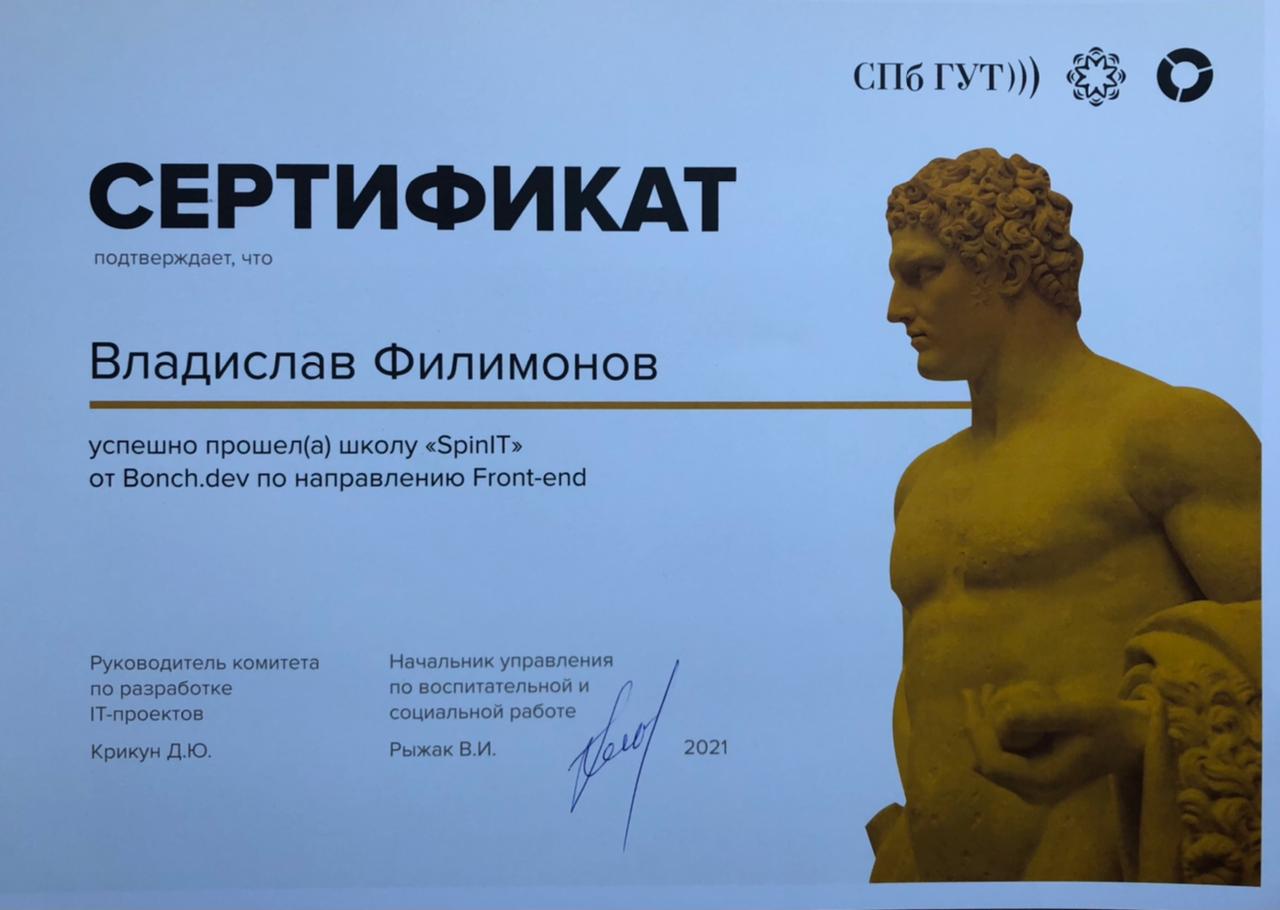 СПб ГУТ)))
СЕРТИФИКАТ
подтверждает, что
Владислав Филимонов
успешно прошел(а) школу «SpinIT»
от Bonch.dev по направлению Front-end
Руководитель комитета
по разработке
IT-проектов
Крикун Д.Ю.
Начальник управления
по воспитательной и
социальной работе
Рыжак В.И.
2021